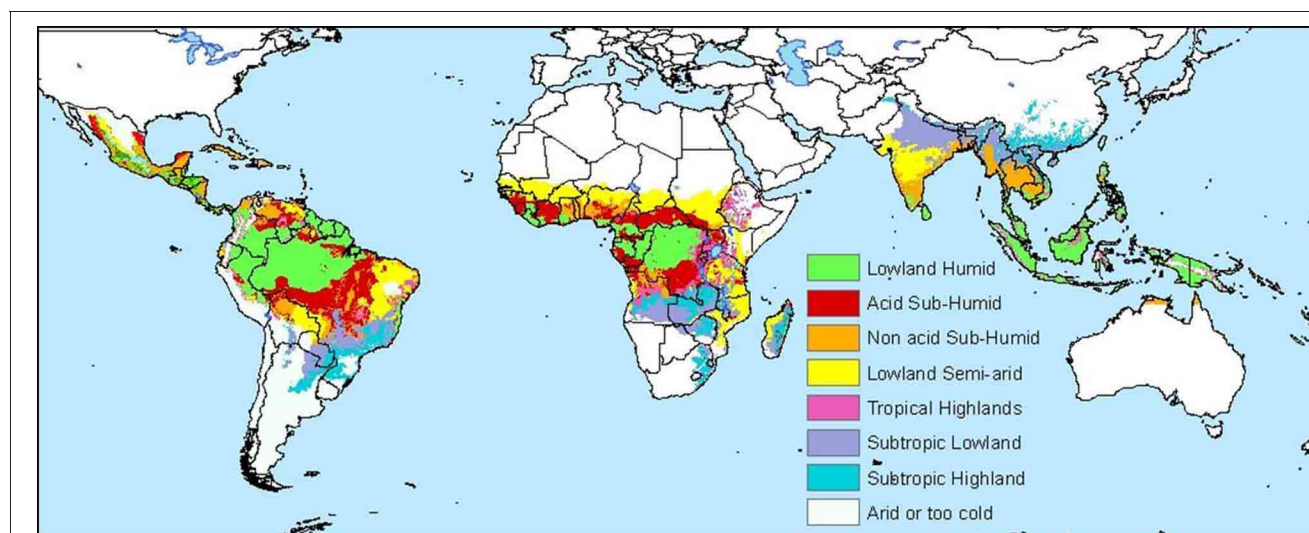 Lowland Humid
Acid Sub-Humid
Non acid Sub-Humid
Lowland Semi-arid
Tropical Highlands
Subtropic Lowland
Subtropic Highland
Arid or too cold